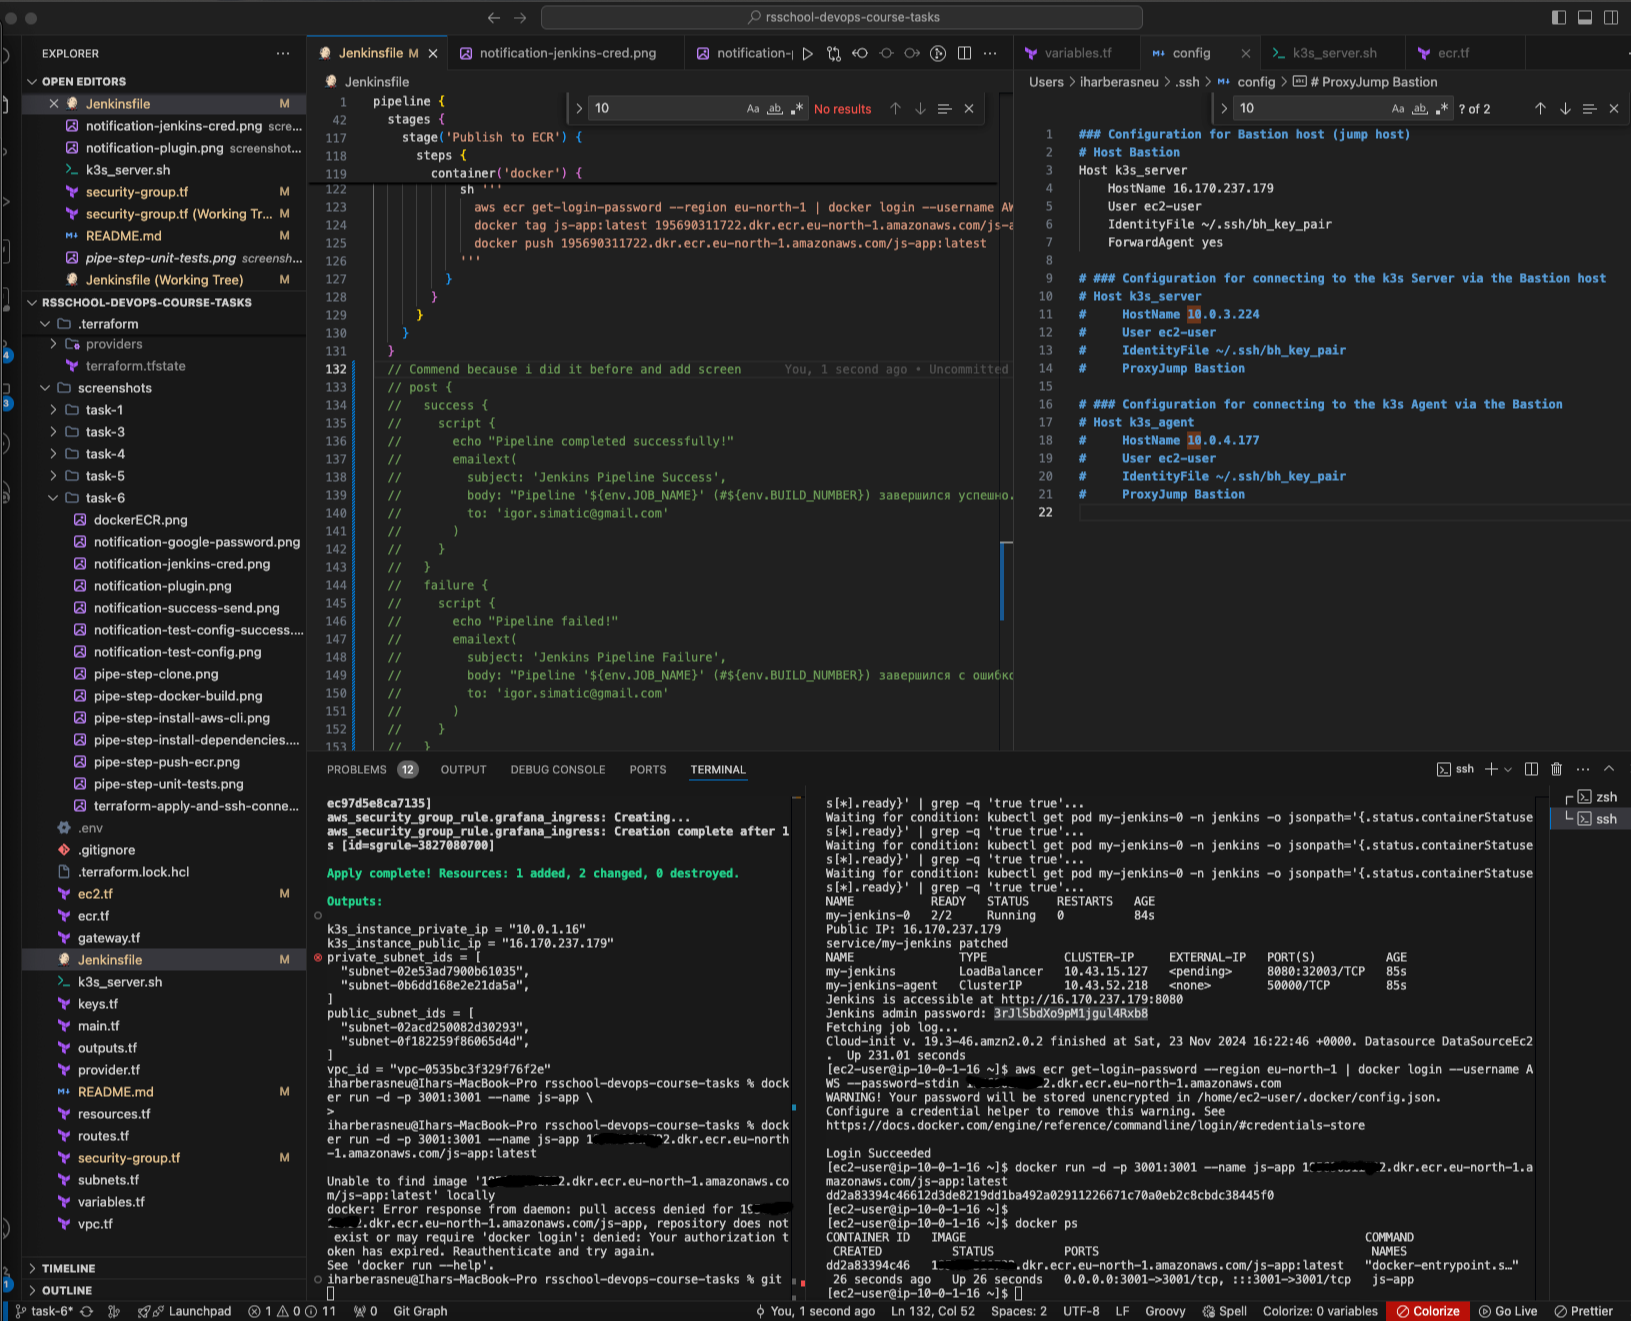 rsschool-devops-course-tasks
EXPLORER
OPEN EDITORS
Jenkinsfile M
notification-jenkins-cred.png scre...
notification-plugin.png screenshot...
k3s_server.sh
security-group.tf M
security-group.tf (Working Tr... M
README.md M
pipe-step-unit-tests.png screensh...
Jenkinsfile (Working Tree) M
RSSCHOOL-DEVOPS-COURSE-TASKS
.terraform
providers
terraform.tfstate
screenshots
task-1
task-3
task-4
task-5
task-6
dockerECR.png
notification-google-password.png
notification-jenkins-cred.png
notification-plugin.png
notification-success-send.png
notification-test-config-success....
notification-test-config.png
pipe-step-clone.png
pipe-step-docker-build.png
pipe-step-install-aws-cli.png
pipe-step-install-dependencies....
pipe-step-push-ecr.png
pipe-step-unit-tests.png
terraform-apply-and-ssh-conne...
.env
.gitignore
.terraform.lock.hcl
ec2.tf M
ecr.tf
gateway.tf
Jenkinsfile M
k3s_server.sh
keys.tf
main.tf
outputs.tf
provider.tf
README.md M
resources.tf
routes.tf
security-group.tf M
subnets.tf
variables.tf
vpc.tf
TIMELINE
OUTLINE
4
3
1
Jenkinsfile M
notification-jenkins-cred.png
notification-
Jenkinsfile
10 Aa ab No results
1 pipeline {
42 stages {
117 stage('Publish to ECR') {
118 steps {
119 container('docker') {
122 sh '''
123 aws ecr get-login-password --region eu-north-1 | docker login --username AW
124 docker tag js-app:latest 195690311722.dkr.ecr.eu-north-1.amazonaws.com/js-a
125 docker push 195690311722.dkr.ecr.eu-north-1.amazonaws.com/js-app:latest
126 '''
127 }
128 }
129 }
130 }
131 }
132 // Commend because i did it before and add screen You, 1 second ago • Uncommitted
133 // post {
134 // success {
135 // script {
136 // echo "Pipeline completed successfully!"
137 // emailext(
138 // subject: 'Jenkins Pipeline Success',
139 // body: "Pipeline '${env.JOB_NAME}' (#${env.BUILD_NUMBER}) завершился успешно.
140 // to: 'igor.simatic@gmail.com'
141 // )
142 // }
143 // }
144 // failure {
145 // script {
146 // echo "Pipeline failed!"
147 // emailext(
148 // subject: 'Jenkins Pipeline Failure',
149 // body: "Pipeline '${env.JOB_NAME}' (#${env.BUILD_NUMBER}) завершился с ошибко
150 // to: 'igor.simatic@gmail.com'
151 // )
152 // }
153 // }
variables.tf
config
k3s_server.sh
ecr.tf
Users > iharberasneu > .ssh > config > # ProxyJump Bastion
10 Aa ab ? of 2
1 ### Configuration for Bastion host (jump host)
2 # Host Bastion
3 Host k3s_server
4 HostName 16.170.237.179
5 User ec2-user
6 IdentityFile ~/.ssh/bh_key_pair
7 ForwardAgent yes
8
9 # ### Configuration for connecting to the k3s Server via the Bastion host
10 # Host k3s_server
11 # HostName 10.0.3.224
12 # User ec2-user
13 # IdentityFile ~/.ssh/bh_key_pair
14 # ProxyJump Bastion
15
16 # ### Configuration for connecting to the k3s Agent via the Bastion
17 # Host k3s_agent
18 # HostName 10.0.4.177
19 # User ec2-user
20 # IdentityFile ~/.ssh/bh_key_pair
21 # ProxyJump Bastion
22
PROBLEMS 12 OUTPUT DEBUG CONSOLE PORTS TERMINAL
ssh
ec97d5e8ca7135]
aws_security_group_rule.grafana_ingress: Creating...
aws_security_group_rule.grafana_ingress: Creation complete after 1
s [id=sgrule-3827080700]
Apply complete! Resources: 1 added, 2 changed, 0 destroyed.
Outputs:
k3s_instance_private_ip = "10.0.1.16"
k3s_instance_public_ip = "16.170.237.179"
private_subnet_ids = [
"subnet-02e53ad7900b61035",
"subnet-0b6dd168e2e21da5a",
]
public_subnet_ids = [
"subnet-02acd250082d30293",
"subnet-0f182259f86065d4d",
]
vpc_id = "vpc-0535bc3f329f76f2e"
iharberasneu@Ihars-MacBook-Pro rsschool-devops-course-tasks % dock
er run -d -p 3001:3001 --name js-app \
>
iharberasneu@Ihars-MacBook-Pro rsschool-devops-course-tasks % dock
er run -d -p 3001:3001 --name js-app 1 2.dkr.ecr.eu-north
-1.amazonaws.com/js-app:latest
Unable to find image '1 2.dkr.ecr.eu-north-1.amazonaws.co
m/js-app:latest' locally
docker: Error response from daemon: pull access denied for 19
.dkr.ecr.eu-north-1.amazonaws.com/js-app, repository does not
exist or may require 'docker login': denied: Your authorization t
oken has expired. Reauthenticate and try again.
See 'docker run --help'.
iharberasneu@Ihars-MacBook-Pro rsschool-devops-course-tasks % git
s[*].ready}' | grep -q 'true true'...
Waiting for condition: kubectl get pod my-jenkins-0 -n jenkins -o jsonpath='{.status.containerStatuse
s[*].ready}' | grep -q 'true true'...
Waiting for condition: kubectl get pod my-jenkins-0 -n jenkins -o jsonpath='{.status.containerStatuse
s[*].ready}' | grep -q 'true true'...
Waiting for condition: kubectl get pod my-jenkins-0 -n jenkins -o jsonpath='{.status.containerStatuse
s[*].ready}' | grep -q 'true true'...
NAME READY STATUS RESTARTS AGE
my-jenkins-0 2/2 Running 0 84s
Public IP: 16.170.237.179
service/my-jenkins patched
NAME TYPE CLUSTER-IP EXTERNAL-IP PORT(S) AGE
my-jenkins LoadBalancer 10.43.15.127 <pending> 8080:32003/TCP 85s
my-jenkins-agent ClusterIP 10.43.52.218 <none> 50000/TCP 85s
Jenkins is accessible at http://16.170.237.179:8080
Jenkins admin password: 3rJlSbdXo9pM1jgul4Rxb8
Fetching job log...
Cloud-init v. 19.3-46.amzn2.0.2 finished at Sat, 23 Nov 2024 16:22:46 +0000. Datasource DataSourceEc2
. Up 231.01 seconds
[ec2-user@ip-10-0-1-16 ~]$ aws ecr get-login-password --region eu-north-1 | docker login --username A
WS --password-stdin 2.dkr.ecr.eu-north-1.amazonaws.com
WARNING! Your password will be stored unencrypted in /home/ec2-user/.docker/config.json.
Configure a credential helper to remove this warning. See
https://docs.docker.com/engine/reference/commandline/login/#credentials-store
Login Succeeded
[ec2-user@ip-10-0-1-16 ~]$ docker run -d -p 3001:3001 --name js-app 1 2.dkr.ecr.eu-north-1.a
mazonaws.com/js-app:latest
dd2a83394c46612d3de8219dd1ba492a02911226671c70a0eb2c8cbdc38445f0
[ec2-user@ip-10-0-1-16 ~]$
[ec2-user@ip-10-0-1-16 ~]$ docker ps
CONTAINER ID IMAGE COMMAND
CREATED STATUS PORTS NAMES
dd2a83394c46 1 .dkr.ecr.eu-north-1.amazonaws.com/js-app:latest "docker-entrypoint.s…"
26 seconds ago Up 26 seconds 0.0.0.0:3001->3001/tcp, :::3001->3001/tcp js-app
[ec2-user@ip-10-0-1-16 ~]$
zsh
ssh
task-6* Launchpad 1 0 11 0 Git Graph You, 1 second ago Ln 132, Col 52 Spaces: 2 UTF-8 LF Groovy Spell Colorize: 0 variables Colorize Go Live Prettier